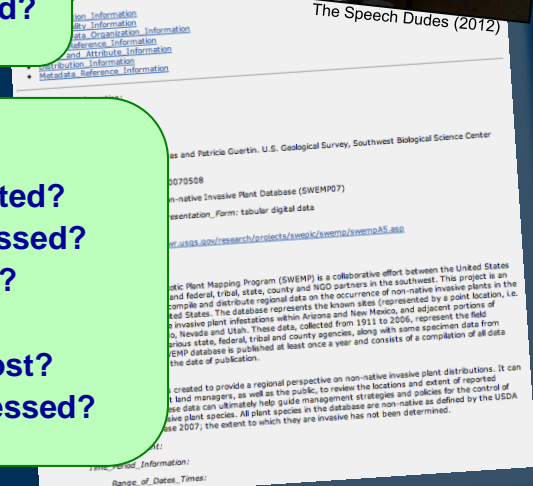 d?
The Speech Dudes (2012)
tion_Information
lity_Information
ata_Organization_Information
Reference_Information
and_Attribute_Information
Distribution_Information
Metadata_Reference_Information
as and Patricia Guertin. U.S. Geological Survey, Southwest Biological Science Center
0070508
n-native Invasive Plant Database (SWEMP07)
esentation_Form: tabular digital data
wr.usgs.gov/research/projects/swepic/swemp/swempA5.asp
otic Plant Mapping Program (SWEMP) is a collaborative effort between the United States
and federal, tribal, state, county and NGO partners in the southwest. This project is an
compile and distribute regional data on the occurrence of non-native invasive plants in the
ted States. The database represents the known sites (represented by a point location, i.e.
e invasive plant infestations within Arizona and New Mexico, and adjacent portions of
o, Nevada and Utah. These data, collected from 1911 to 2006, represent the field
arious state, federal, tribal and county agencies, along with some specimen data from
WEMP database is published at least once a year and consists of a compilation of all data
the date of publication.
s created to provide a regional perspective on non-native invasive plant distributions. It can
t land managers, as well as the public, to review the locations and extent of reported
ese data can ultimately help guide management strategies and policies for the control of
sive plant species. All plant species in the database are non-native as defined by the USDA
ase 2007; the extent to which they are invasive has not been determined.
nt:
Time_Period_Information:
Range_of_Dates_Times:
ted?
ssed?
?
ost?
essed?